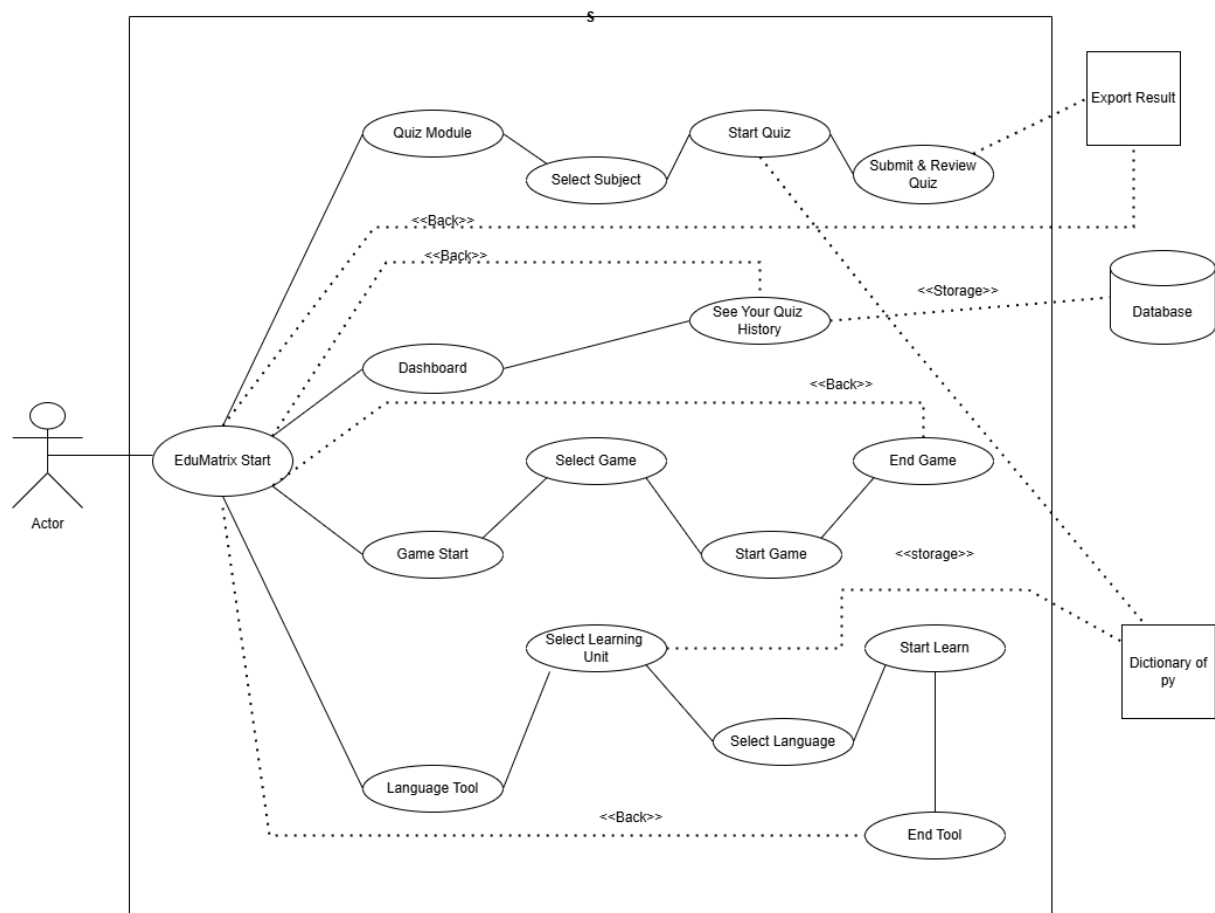 s
Export Result
Quiz Module
Start Quiz
Select Subject
Submit & Review
Quiz
<<Back>>
<<Back>>
<<Storage>>
See Your Quiz
History
Database
Dashboard
<<Back>>
EduMatrix Start
Select Game
End Game
Actor
Game Start
Start Game
<<storage>>
Select Learning
Unit
Start Learn
Dictionary of
py
Select Language
Language Tool
<<Back>>
End Tool